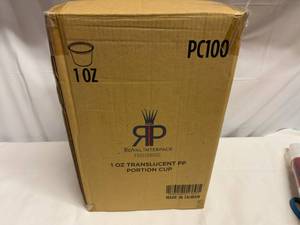 PC100
1 OZ
RP
ROYAL INTERPACK
1 OZ TRANSLUCENT PP
PORTION CUP
MADE IN TAIWAN